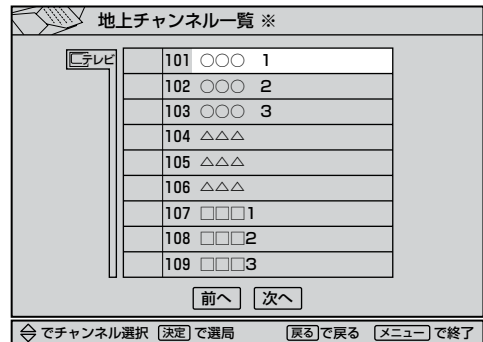 地上チャンネル一覧 ※
テレビ
101 ○○○ 1
102 ○○○ 2
103 ○○○ 3
104 △△△
105 △△△
106 △△△
107 □□□1
108 □□□2
109 □□□3
前へ 次へ
でチャンネル選択 決定 で選局 戻る で戻る メニュー で終了